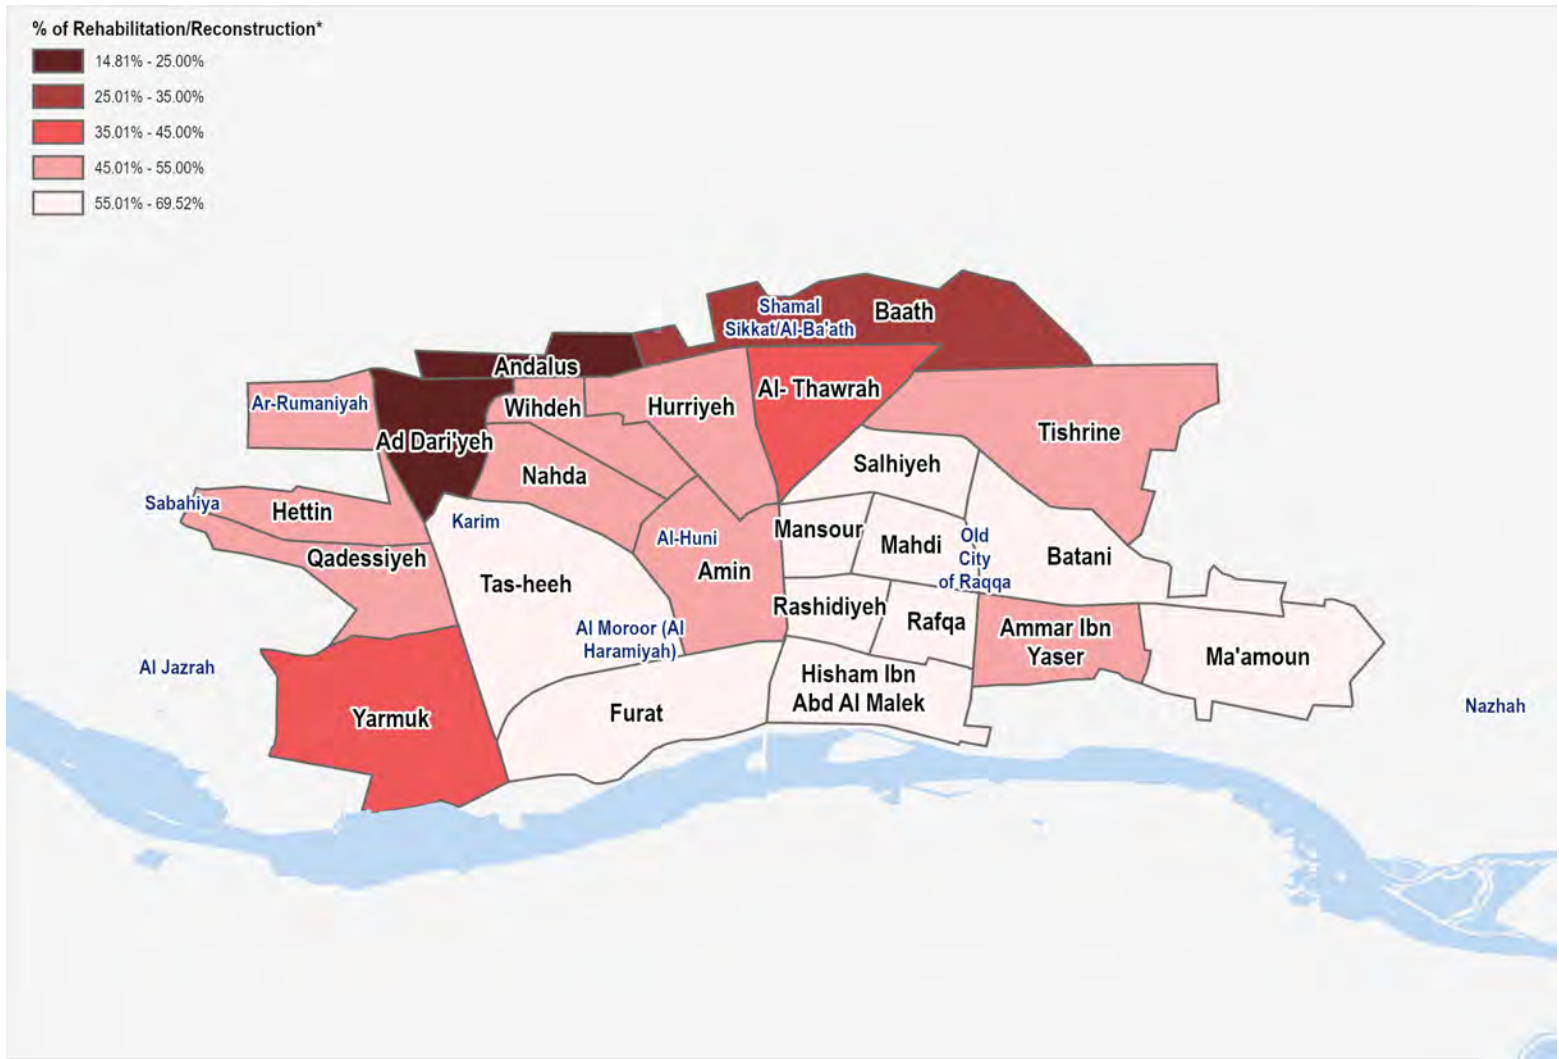 % of Rehabilitation/Reconstruction*
14.81% - 25.00%
25.01% - 35.00%
35.01% - 45.00%
45.01% - 55.00%
55.01% - 69.52%
Shamal
Sikkat/Al-Ba'ath
Baath
Andalus
Ar-Rumaniyah
Wihdeh
Hurriyeh
Al- Thawrah
Ad Dari'yeh
Tishrine
Nahda
Salhiyeh
Sabahiya
Hettin
Karim
Al-Huni
Mansour
Mahdi
Old
City
of Raqqa
Batani
Qadessiyeh
Tas-heeh
Amin
Rashidiyeh
Rafqa
Ammar Ibn
Yaser
Al Moroor (Al
Haramiyah)
Ma'amoun
Al Jazrah
Hisham Ibn
Abd Al Malek
Yarmuk
Furat
Nazhah